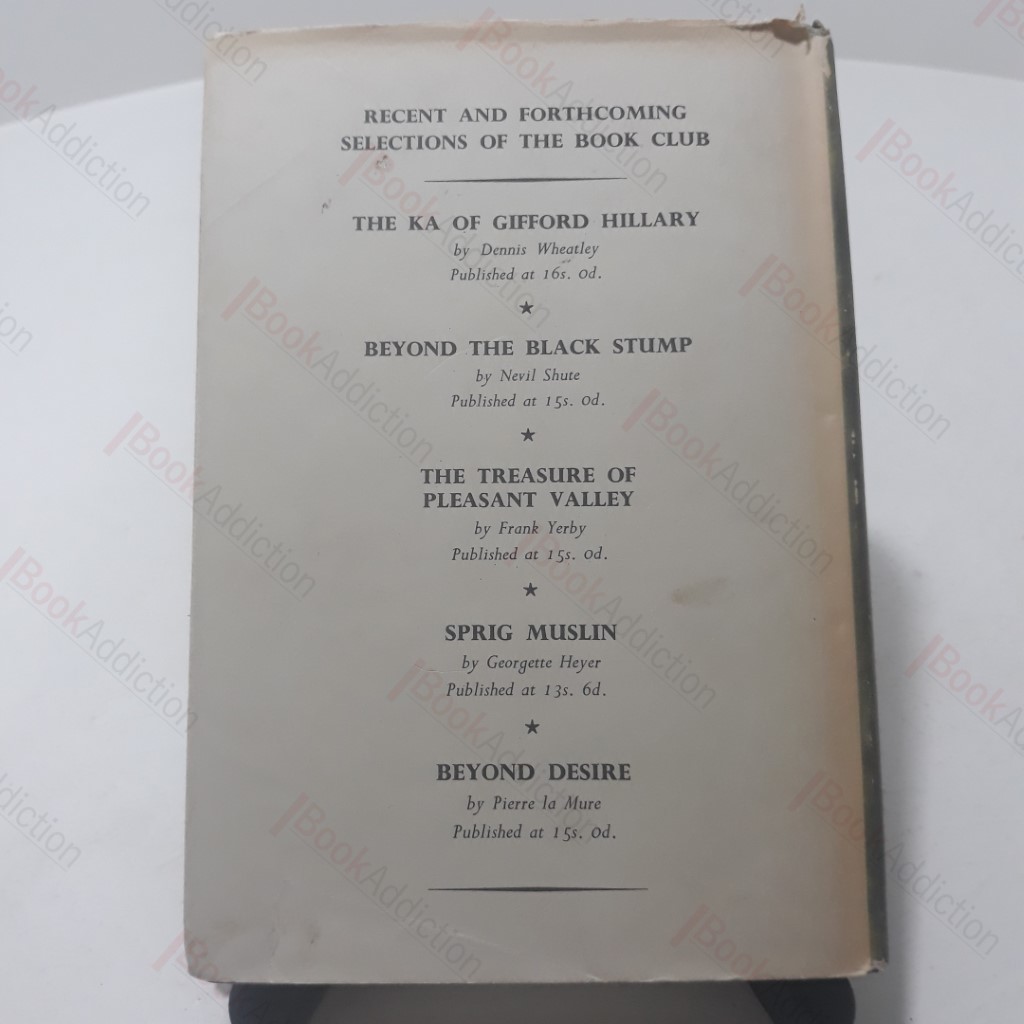 RECENT AND FORTHCOMING
SELECTIONS OF THE BOOK CLUB
THE KA OF GIFFORD HILLARY
by Dennis Wheatley
Published at 16s. 0d.
★
BEYOND THE BLACK STUMP
by Nevil Shute
Published at 15s. 0d.
★
THE TREASURE OF
PLEASANT VALLEY
by Frank Yerby
Published at 15s. 0d.
★
SPRIG MUSLIN
by Georgette Heyer
Published at 13s. 6d.
★
BEYOND DESIRE
by Pierre la Mure
Published at 15s. 0d.
BookAddiction